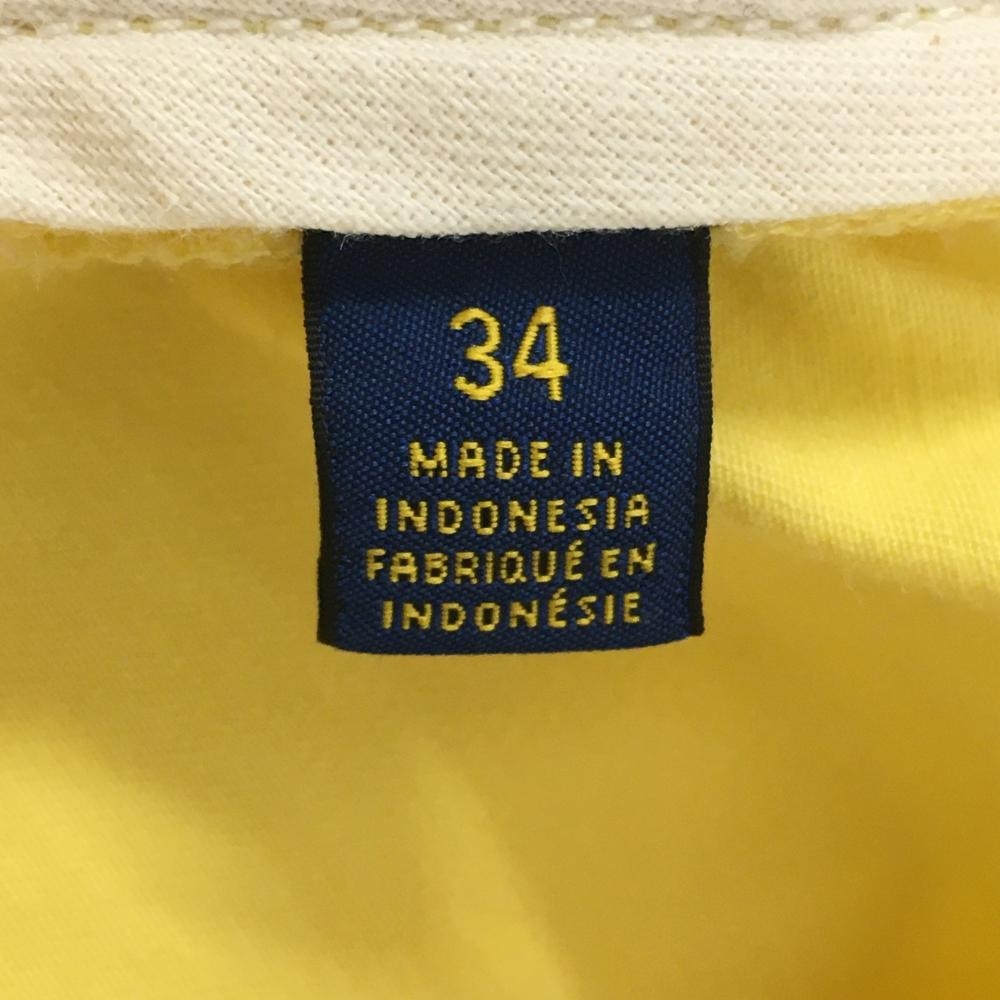 34
MADE IN
INDONESIA
FABRIQUÉ EN
INDONÉSIE